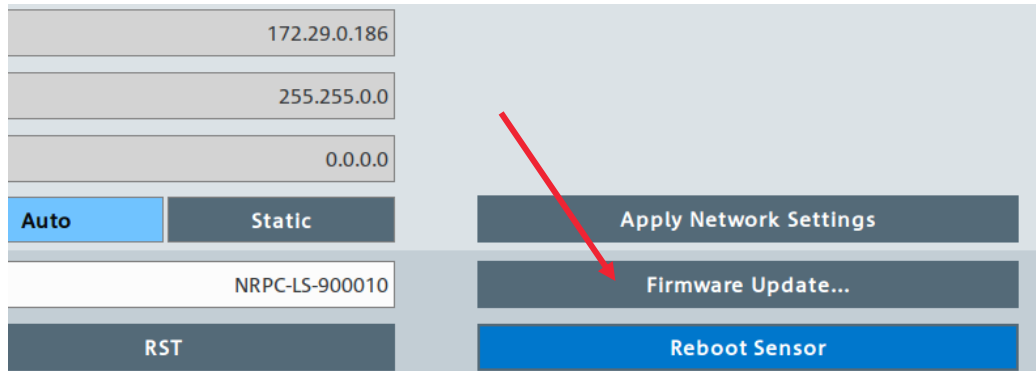 172.29.0.186
255.255.0.0
0.0.0.0
Auto Static Apply Network Settings
NRPC-LS-900010 Firmware Update...
RST Reboot Sensor